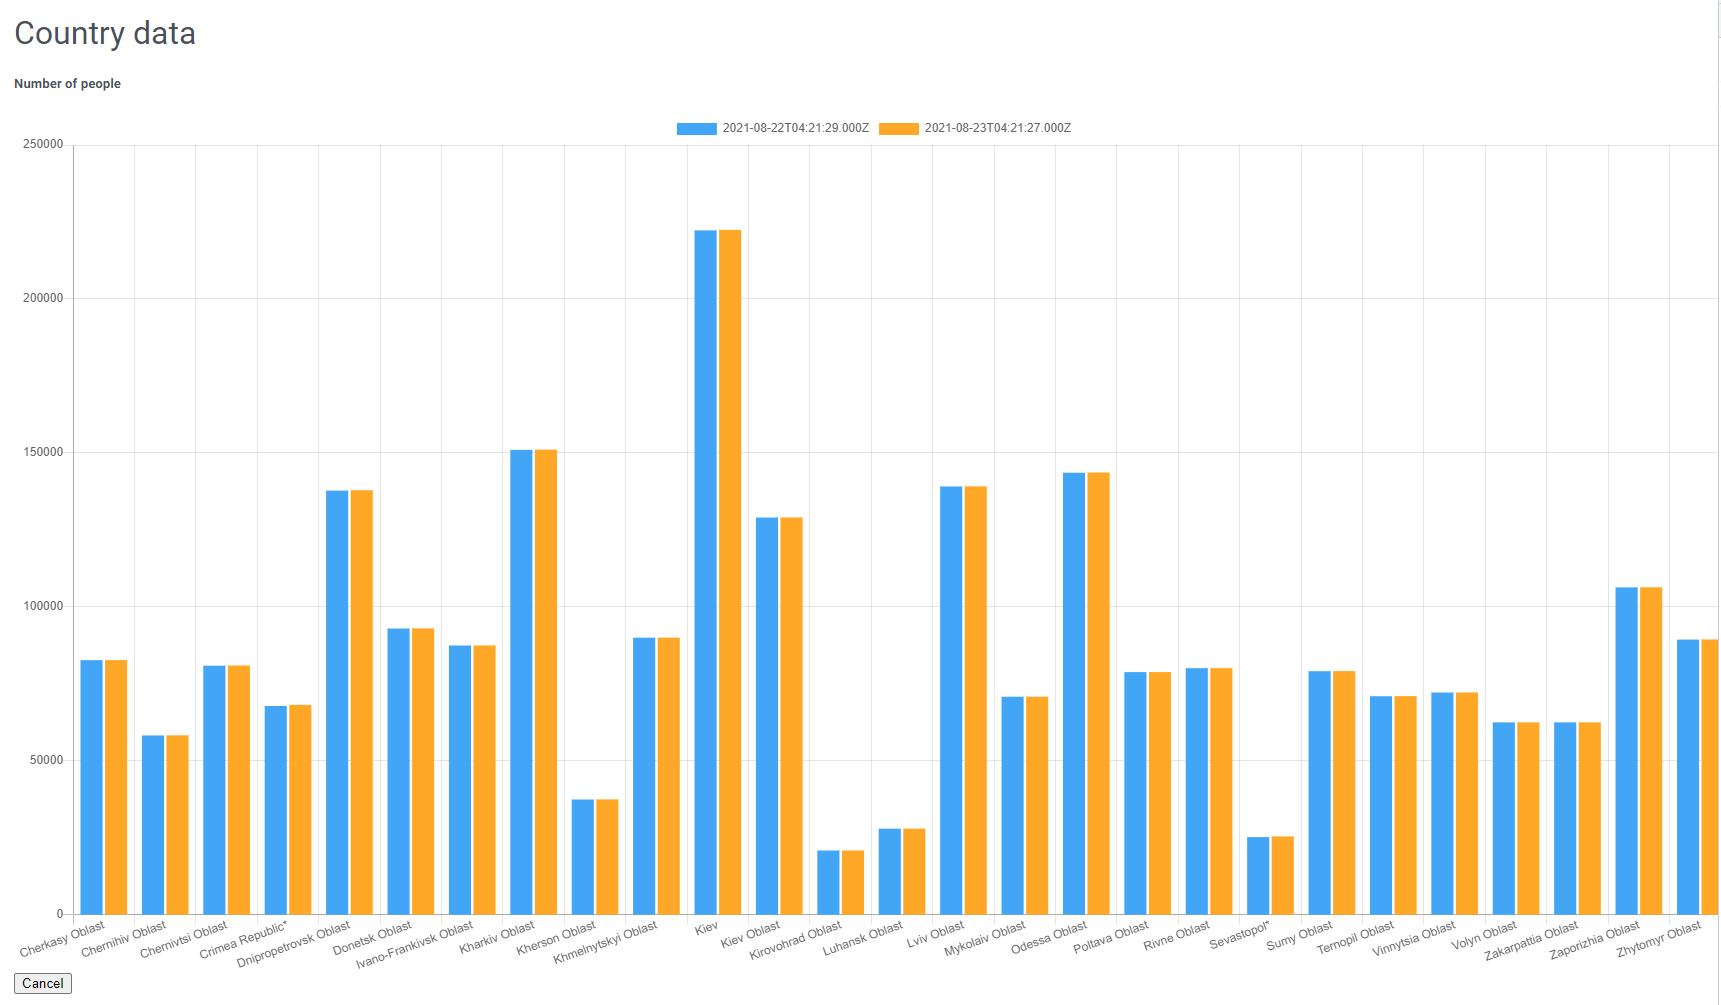 Country data
Number of people
2021-08-22T04:21:29.000Z 2021-08-23T04:21:27.000Z
250000
200000
150000
100000
50000
0
Cherkasy Oblast
Chernihiv Oblast
Chernivtsi Oblast
Crimea Republic*
Dnipropetrovsk Oblast
Donetsk Oblast
Ivano-Frankivsk Oblast
Kharkiv Oblast
Kherson Oblast
Khmelnytskyi Oblast
Kiev
Kiev Oblast
Kirovohrad Oblast
Luhansk Oblast
Lviv Oblast
Mykolaiv Oblast
Odessa Oblast
Poltava Oblast
Rivne Oblast
Sevastopol*
Sumy Oblast
Ternopil Oblast
Vinnytsia Oblast
Volyn Oblast
Zakarpattia Oblast
Zaporizhia Oblast
Zhytomyr Oblast
Cancel